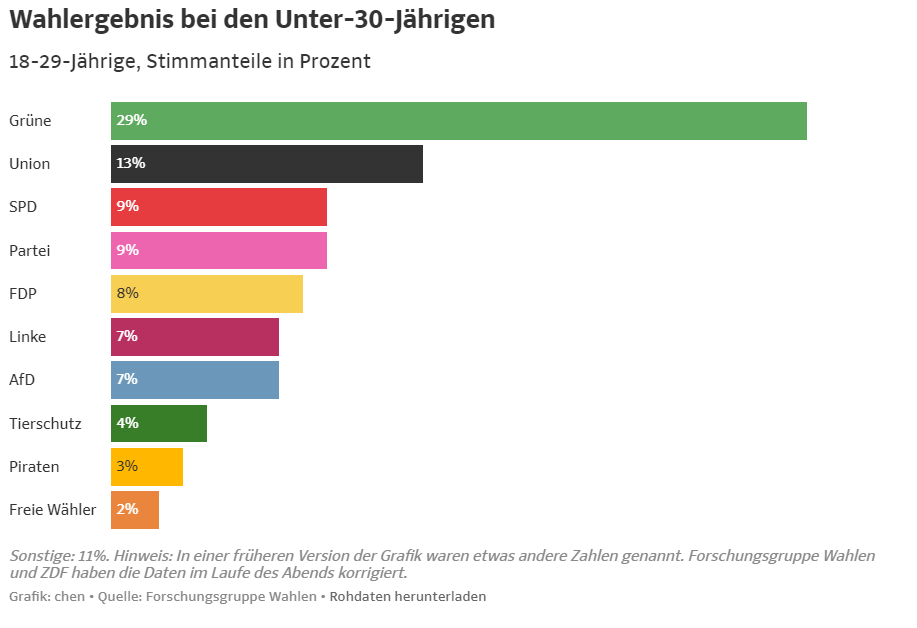 Wahlergebnis bei den Unter-30-Jährigen
18-29-Jährige, Stimmanteile in Prozent
Grüne 29%
Union 13%
SPD 9%
Partei 9%
FDP 8%
Linke 7%
AfD 7%
Tierschutz 4%
Piraten 3%
Freie Wähler 2%
Sonstige: 11%. Hinweis: In einer früheren Version der Grafik waren etwas andere Zahlen genannt. Forschungsgruppe Wahlen
und ZDF haben die Daten im Laufe des Abends korrigiert.
Grafik: chen • Quelle: Forschungsgruppe Wahlen • Rohdaten herunterladen